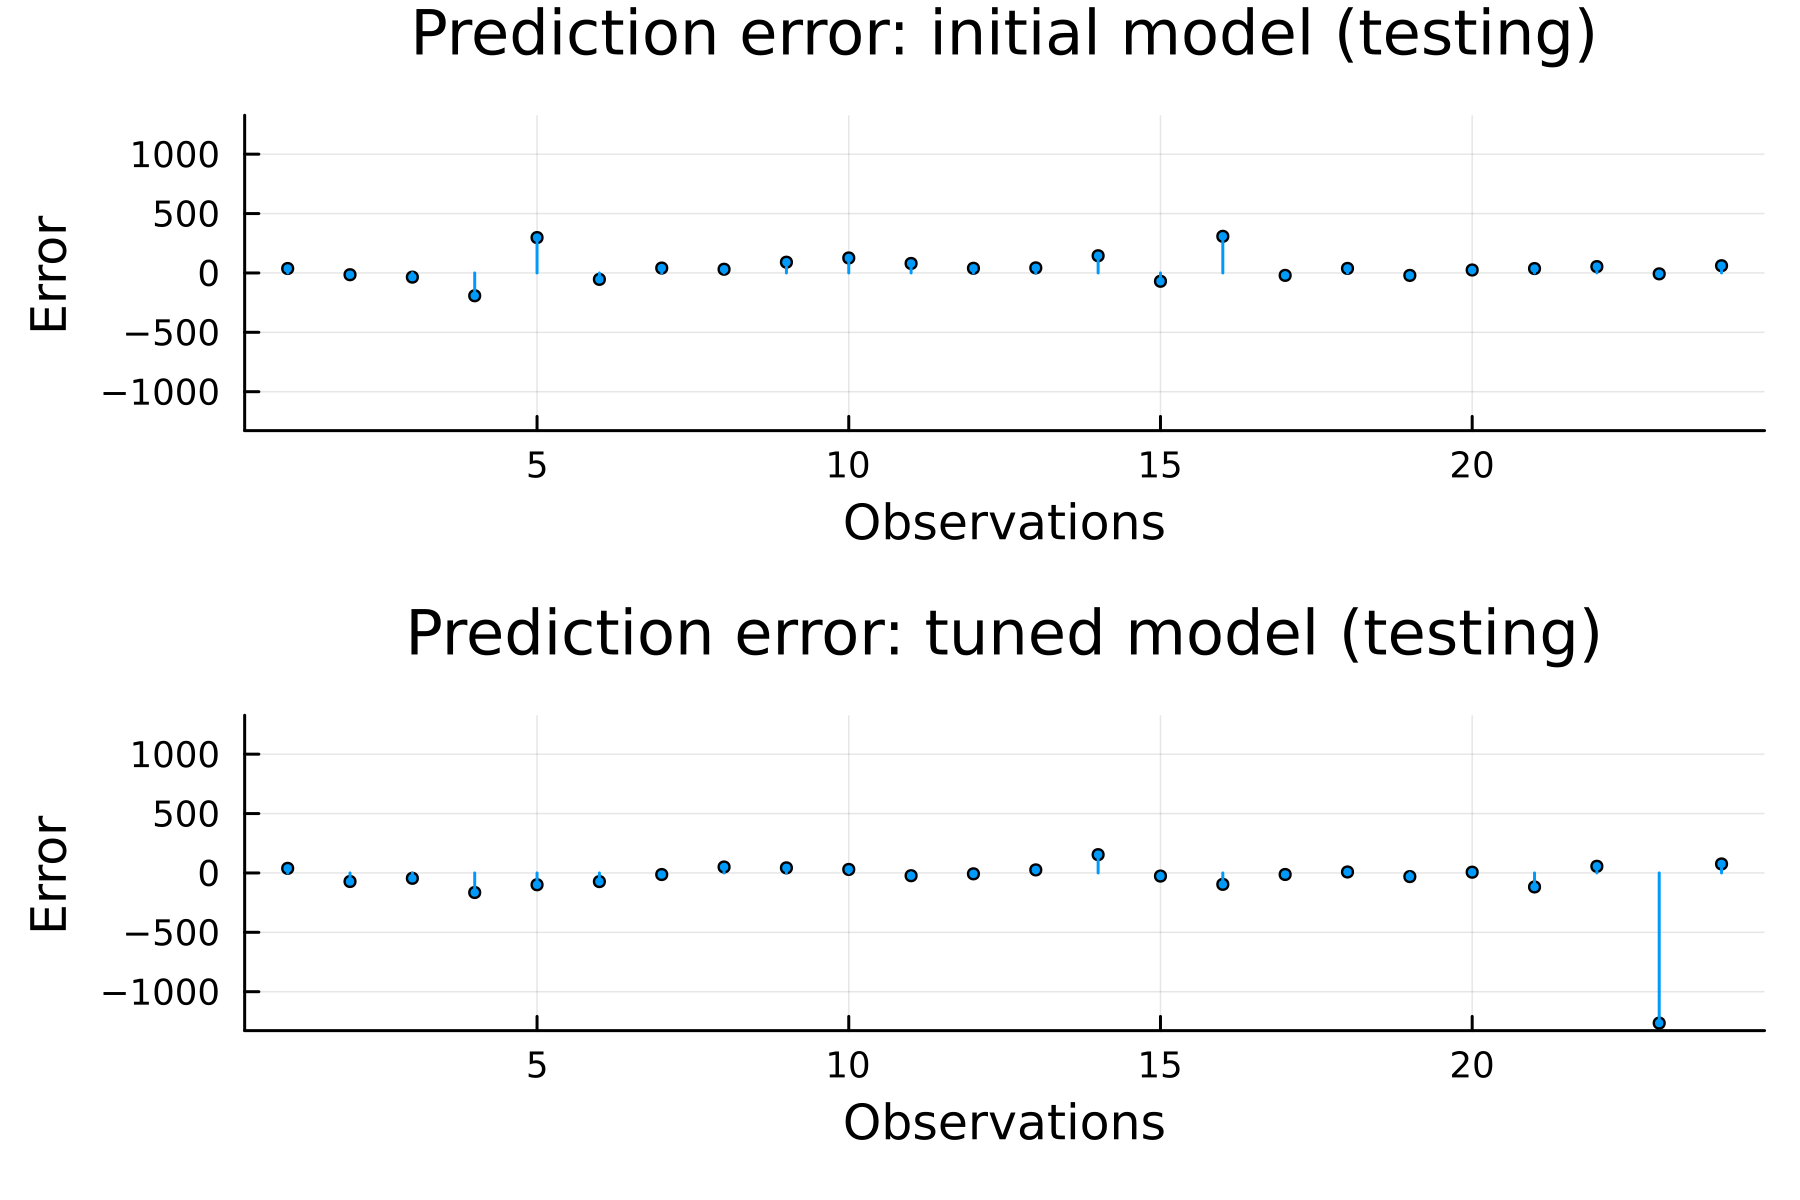 Prediction error: initial model (testing)
1000
500
0
−500
−1000
Error
5 10 15 20
Observations
Prediction error: tuned model (testing)
1000
500
0
−500
−1000
Error
5 10 15 20
Observations